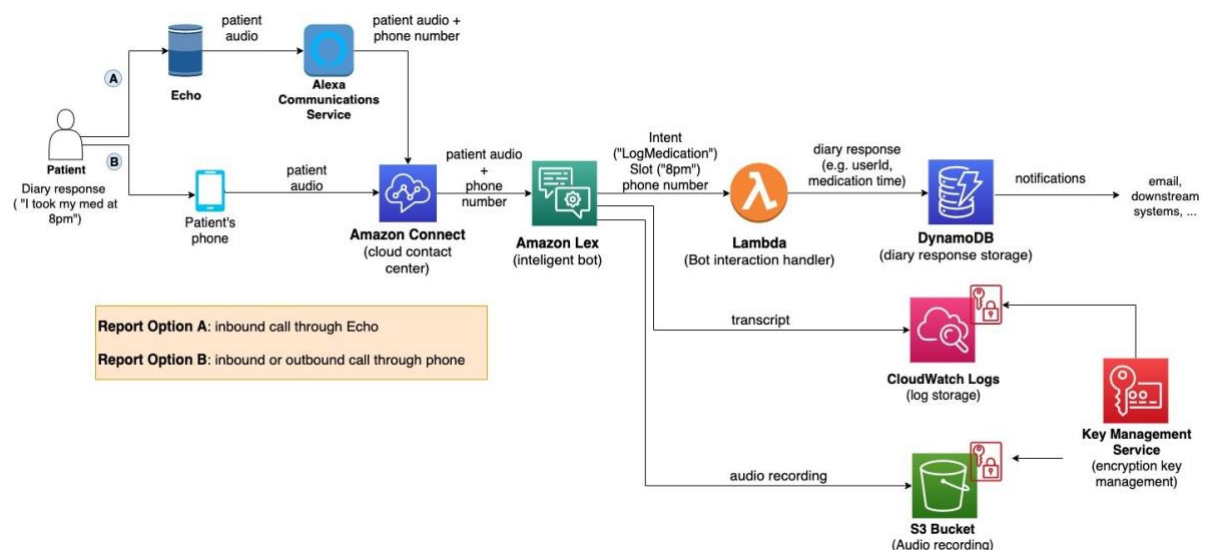 patient
audio
patient audio +
phone number
A
Echo
Alexa
Communications
Service
Patient
Diary response
( "I took my med at
8pm")
B
Patient's
phone
patient
audio
Amazon Connect
(cloud contact
center)
patient audio
+
phone
number
Amazon Lex
(inteligent bot)
Intent
("LogMedication")
Slot ("8pm")
phone number
Lambda
(Bot interaction handler)
diary response
(e.g. userId,
medication time)
DynamoDB
(diary response storage)
notifications
email,
downstream
systems, ...
Report Option A: inbound call through Echo
Report Option B: inbound or outbound call through phone
transcript
CloudWatch Logs
(log storage)
Key Management
Service
(encryption key
management)
audio recording
S3 Bucket
(Audio recording)